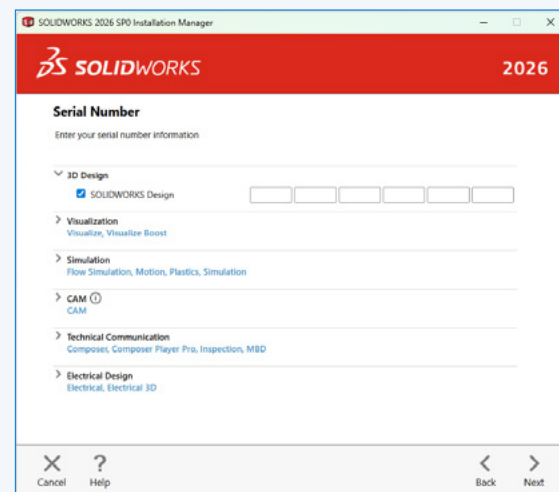 SOLIDWORKS 2026 SP0 Installation Manager
SOLIDWORKS
2026
Serial Number
Enter your serial number information
3D Design
SOLIDWORKS Design
Visualization
Visualize, Visualize Boost
Simulation
Flow Simulation, Motion, Plastics, Simulation
CAM
CAM
Technical Communication
Composer, Composer Player Pro, Inspection, MBD
Electrical Design
Electrical, Electrical 3D
Cancel
Help
Back
Next